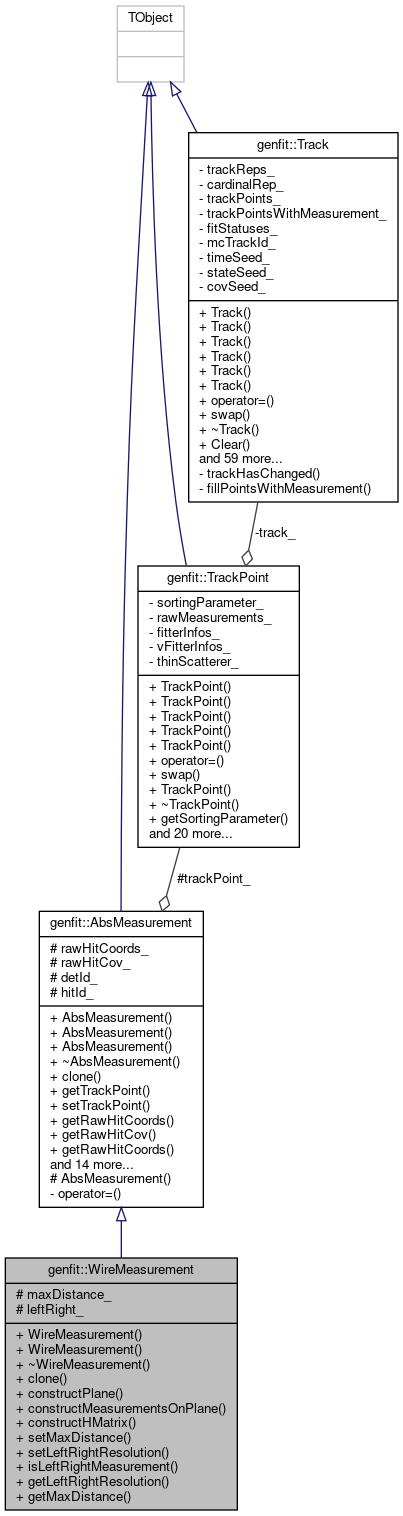 TObject
genfit::Track
- trackReps_
- cardinalRep_
- trackPoints_
- trackPointsWithMeasurement_
- fitStatuses_
- mcTrackId_
- timeSeed_
- stateSeed_
- covSeed_
+ Track()
+ Track()
+ Track()
+ Track()
+ Track()
+ Track()
+ operator=()
+ swap()
+ ~Track()
+ Clear()
and 59 more...
- trackHasChanged()
- fillPointsWithMeasurement()
-track_
genfit::TrackPoint
- sortingParameter_
- rawMeasurements_
- fitterInfos_
- vFitterInfos_
- thinScatterer_
+ TrackPoint()
+ TrackPoint()
+ TrackPoint()
+ TrackPoint()
+ TrackPoint()
+ operator=()
+ swap()
+ TrackPoint()
+ ~TrackPoint()
+ getSortingParameter()
and 20 more...
#trackPoint_
genfit::AbsMeasurement
# rawHitCoords_
# rawHitCov_
# detId_
# hitId_
+ AbsMeasurement()
+ AbsMeasurement()
+ AbsMeasurement()
+ ~AbsMeasurement()
+ clone()
+ getTrackPoint()
+ setTrackPoint()
+ getRawHitCoords()
+ getRawHitCov()
+ getRawHitCoords()
and 14 more...
# AbsMeasurement()
- operator=()
genfit::WireMeasurement
# maxDistance_
# leftRight_
+ WireMeasurement()
+ WireMeasurement()
+ ~WireMeasurement()
+ clone()
+ constructPlane()
+ constructMeasurementsOnPlane()
+ constructHMatrix()
+ setMaxDistance()
+ setLeftRightResolution()
+ isLeftRightMeasurement()
+ getLeftRightResolution()
+ getMaxDistance()